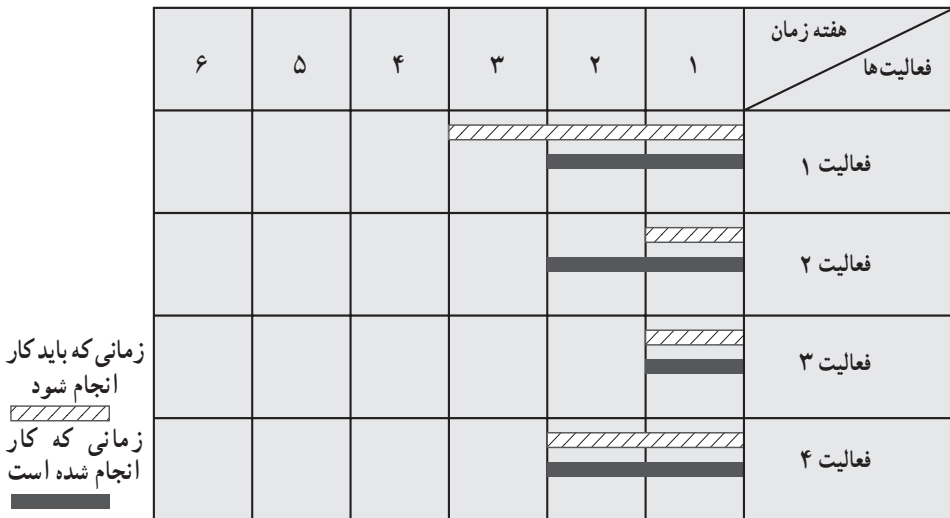 هفته زمان
فعالیت‌ها
۱ ۲ ۳ ۴ ۵ ۶
فعالیت ۱
فعالیت ۲
فعالیت ۳
فعالیت ۴
زمانی که باید کار
انجام شود
زمانی که کار
انجام شده است